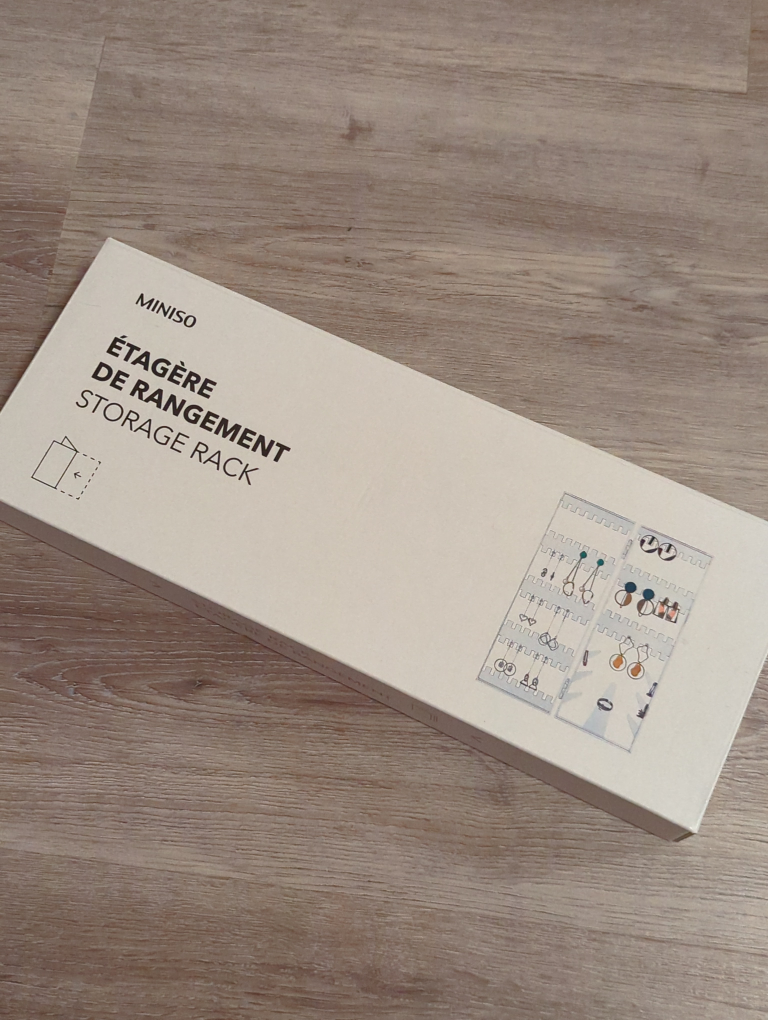 MINISO
ÉTAGÈRE
DE RANGEMENT
STORAGE RACK